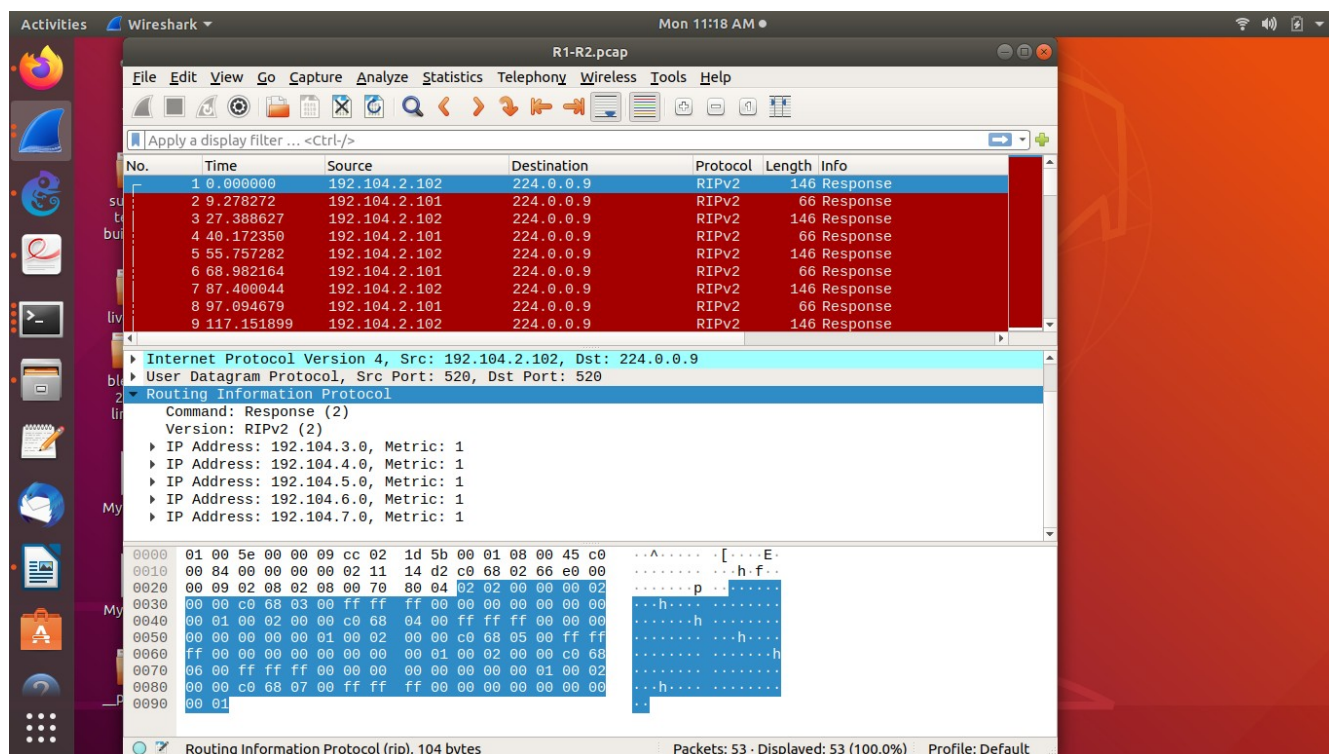 Activities Wireshark Mon 11:18 AM
R1-R2.pcap
File Edit View Go Capture Analyze Statistics Telephony Wireless Tools Help
Apply a display filter ... <Ctrl-/>
No. Time Source Destination Protocol Length Info
1 0.000000 192.104.2.102 224.0.0.9 RIPv2 146 Response
2 9.278272 192.104.2.101 224.0.0.9 RIPv2 66 Response
3 27.388627 192.104.2.102 224.0.0.9 RIPv2 146 Response
4 40.172350 192.104.2.101 224.0.0.9 RIPv2 66 Response
5 55.757282 192.104.2.102 224.0.0.9 RIPv2 146 Response
6 68.982164 192.104.2.101 224.0.0.9 RIPv2 66 Response
7 87.400044 192.104.2.102 224.0.0.9 RIPv2 146 Response
8 97.094679 192.104.2.101 224.0.0.9 RIPv2 66 Response
9 117.151899 192.104.2.102 224.0.0.9 RIPv2 146 Response
Internet Protocol Version 4, Src: 192.104.2.102, Dst: 224.0.0.9
User Datagram Protocol, Src Port: 520, Dst Port: 520
Routing Information Protocol
Command: Response (2)
Version: RIPv2 (2)
IP Address: 192.104.3.0, Metric: 1
IP Address: 192.104.4.0, Metric: 1
IP Address: 192.104.5.0, Metric: 1
IP Address: 192.104.6.0, Metric: 1
IP Address: 192.104.7.0, Metric: 1
0000 01 00 5e 00 00 09 cc 02 1d 5b 00 01 08 00 45 c0 ··^····· ·[····E·
0010 00 84 00 00 00 00 02 11 14 d2 c0 68 02 66 e0 00 ········ ···h·f··
0020 00 09 02 08 02 08 00 70 80 04 02 02 00 00 00 02 ·······p ········
0030 00 00 c0 68 03 00 ff ff ff 00 00 00 00 00 00 00 ···h···· ········
0040 00 01 00 02 00 00 c0 68 04 00 ff ff ff 00 00 00 ·······h ········
0050 00 00 00 00 00 01 00 02 00 00 c0 68 05 00 ff ff ········ ···h····
0060 ff 00 00 00 00 00 00 00 00 01 00 02 00 00 c0 68 ········ ·······h
0070 06 00 ff ff ff 00 00 00 00 00 00 00 00 01 00 02 ········ ········
0080 00 00 c0 68 07 00 ff ff ff 00 00 00 00 00 00 00 ···h···· ········
0090 00 01 ··
Routing Information Protocol (rip), 104 bytes Packets: 53 · Displayed: 53 (100.0%) Profile: Default